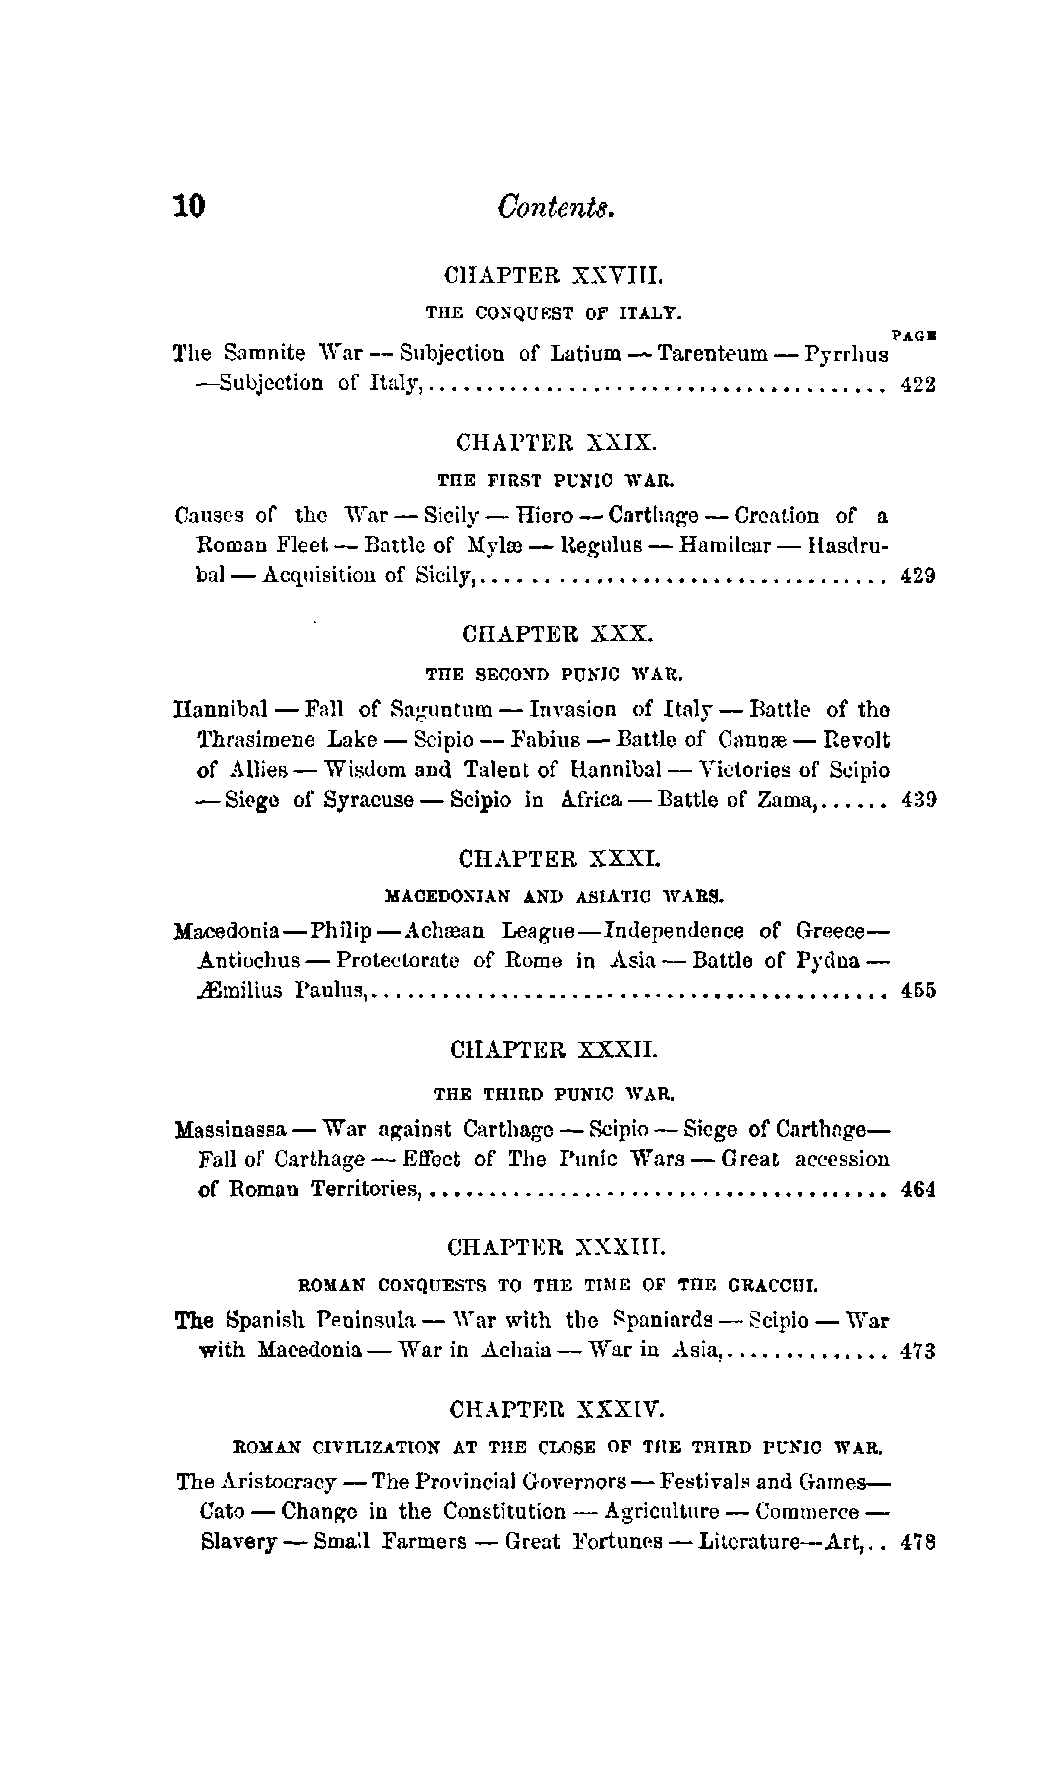 10 Contents.
CHAPTER XXVIII.
THE CONQUEST OF ITALY.
PAGE
The Samnite War — Subjection of Latium — Tarenteum — Pyrrhus
—Subjection of Italy,...................................... 422
CHAPTER XXIX.
THE FIRST PUNIC WAR.
Causes of the War — Sicily — Hiero — Carthage — Creation of a
Roman Fleet — Battle of Mylæ — Regulus — Hamilcar — Hasdru-
bal — Acquisition of Sicily,................................. 429
CHAPTER XXX.
THE SECOND PUNIC WAR.
Hannibal — Fall of Saguntum — Invasion of Italy — Battle of the
Thrasimene Lake — Scipio — Fabius — Battle of Cannæ — Revolt
of Allies — Wisdom and Talent of Hannibal — Victories of Scipio
— Siege of Syracuse — Scipio in Africa — Battle of Zama,...... 439
CHAPTER XXXI.
MACEDONIAN AND ASIATIC WARS.
Macedonia—Philip—Achæan League—Independence of Greece—
Antiochus — Protectorate of Rome in Asia — Battle of Pydna —
Æmilius Paulus,........................................... 455
CHAPTER XXXII.
THE THIRD PUNIC WAR.
Massinassa — War against Carthage — Scipio — Siege of Carthage—
Fall of Carthage — Effect of The Punic Wars — Great accession
of Roman Territories,...................................... 464
CHAPTER XXXIII.
ROMAN CONQUESTS TO THE TIME OF THE GRACCHI.
The Spanish Peninsula — War with the Spaniards — Scipio — War
with Macedonia — War in Achaia — War in Asia,.............. 473
CHAPTER XXXIV.
ROMAN CIVILIZATION AT THE CLOSE OF THE THIRD PUNIC WAR.
The Aristocracy — The Provincial Governors — Festivals and Games—
Cato — Change in the Constitution — Agriculture — Commerce —
Slavery — Small Farmers — Great Fortunes — Literature—Art,.. 478